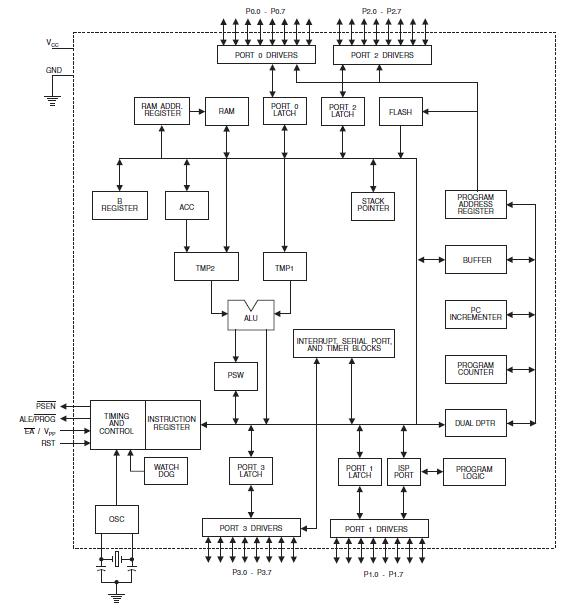 P0.0 - P0.7
P2.0 - P2.7
VCC
PORT 0 DRIVERS
PORT 2 DRIVERS
GND
RAM ADDR.
REGISTER
RAM
PORT 0
LATCH
PORT 2
LATCH
FLASH
B
REGISTER
ACC
STACK
POINTER
PROGRAM
ADDRESS
REGISTER
BUFFER
TMP2
TMP1
ALU
PC
INCREMENTER
INTERRUPT, SERIAL PORT,
AND TIMER BLOCKS
PSW
PROGRAM
COUNTER
PSEN
ALE/PROG
EA / VPP
RST
TIMING
AND
CONTROL
INSTRUCTION
REGISTER
DUAL DPTR
WATCH
DOG
PORT 3
LATCH
PORT 1
LATCH
ISP
PORT
PROGRAM
LOGIC
OSC
PORT 3 DRIVERS
PORT 1 DRIVERS
P3.0 - P3.7
P1.0 - P1.7